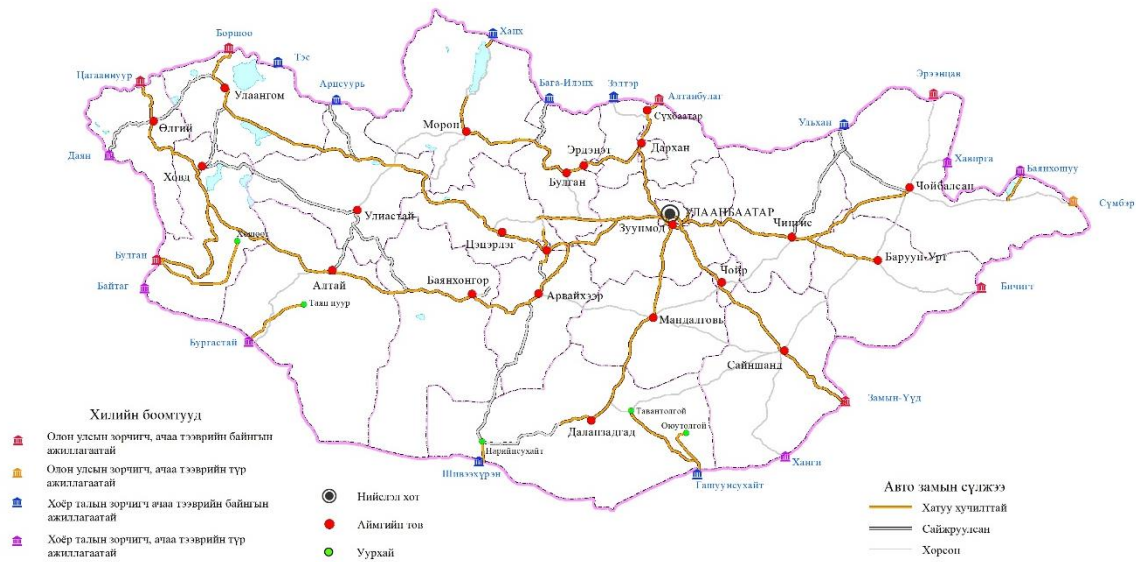 Ханх
Боршоо
Тэс
Цагааннуур
Арцсуурь
Бага-Илэнх
Зэлтэр
Алтанбулаг
Эрээнцав
Улаангом
Сүхбаатар
Ульхан
Өлгий
Мөрөн
Эрдэнэт
Дархан
Даян
Хавирга
Баянхошуу
Ховд
Булган
Чойбалсан
Сүмбэр
Улиастай
УЛААНБААТАР
Зуунмод
Цэцэрлэг
Чингис
Баруун-Урт
Булган
Алтай
Баянхонгор
Чойр
Байтаг
Арвайхээр
Бичигт
Таян нуур
Мандалговь
Бургастай
Сайншанд
Замын-Үүд
Тавантолгой
Даланзадгад
Оюутолгой
Нарийнсухайт
Ханги
Шивээхүрэн
Гашуунсухайт
Хилийн боомтууд
Олон улсын зорчигч, ачаа тээврийн байнгын
ажиллагаатай
Олон улсын зорчигч, ачаа тээврийн түр
ажиллагаатай
Хоёр талын зорчигч ачаа тээврийн байнгын
ажиллагаатай
Хоёр талын зорчигч, ачаа тээврийн түр
ажиллагаатай
Нийслэл хот
Аймгийн төв
Уурхай
Авто замын сүлжээ
Хатуу хучилттай
Сайжруулсан
Хөрсөн